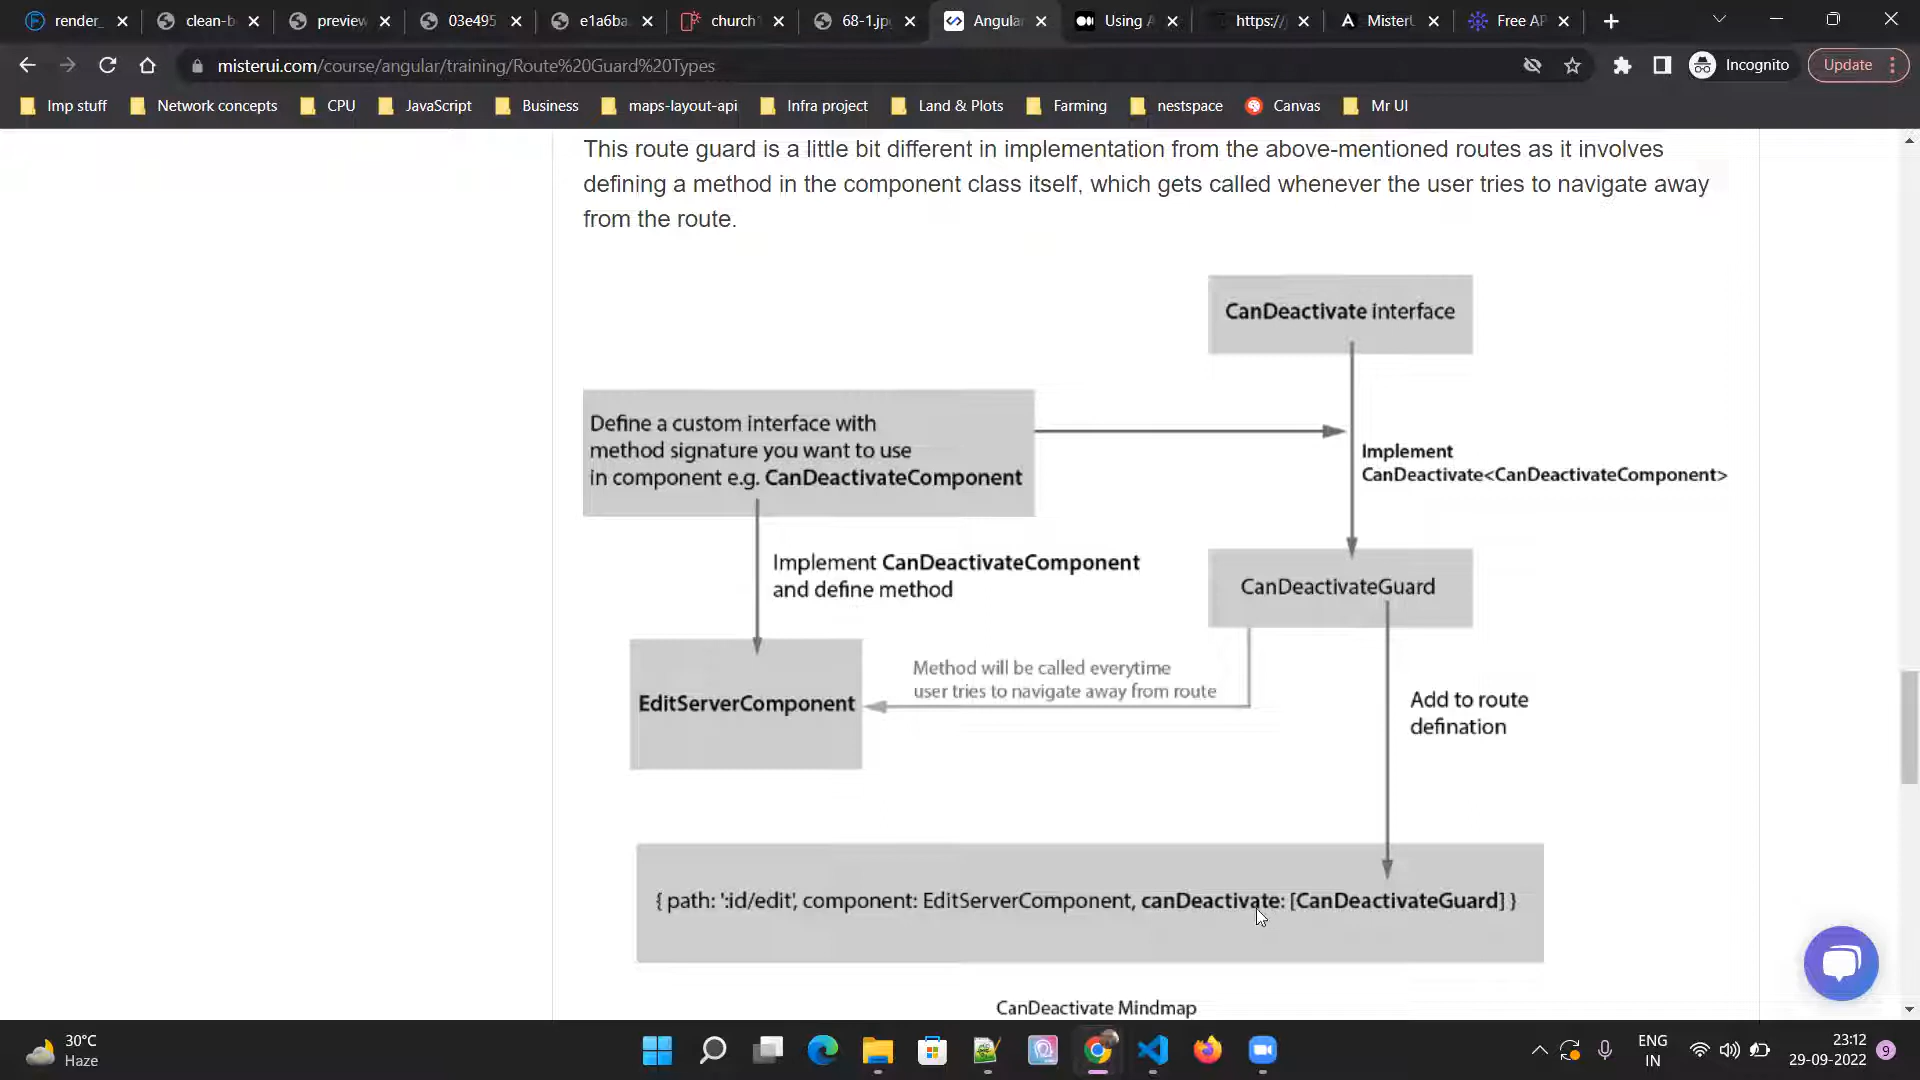 render_
clean-b
preview
03e495
e1a6ba
church
68-1.jp
Angular
Using
https://
MisterU
Free AP
misterui.com/course/angular/training/Route%20Guard%20Types
Incognito
Update
Imp stuff
Network concepts
CPU
JavaScript
Business
maps-layout-api
Infra project
Land & Plots
Farming
nestspace
Canvas
Mr UI
This route guard is a little bit different in implementation from the above-mentioned routes as it involves
defining a method in the component class itself, which gets called whenever the user tries to navigate away
from the route.
CanDeactivate interface
Define a custom interface with
method signature you want to use
in component e.g. CanDeactivateComponent
Implement
CanDeactivate<CanDeactivateComponent>
Implement CanDeactivateComponent
and define method
CanDeactivateGuard
Method will be called everytime
user tries to navigate away from route
EditServerComponent
Add to route
defination
{ path: ':id/edit', component: EditServerComponent, canDeactivate: [CanDeactivateGuard] }
CanDeactivate Mindmap
30°C
Haze
ENG
IN
23:12
29-09-2022
9